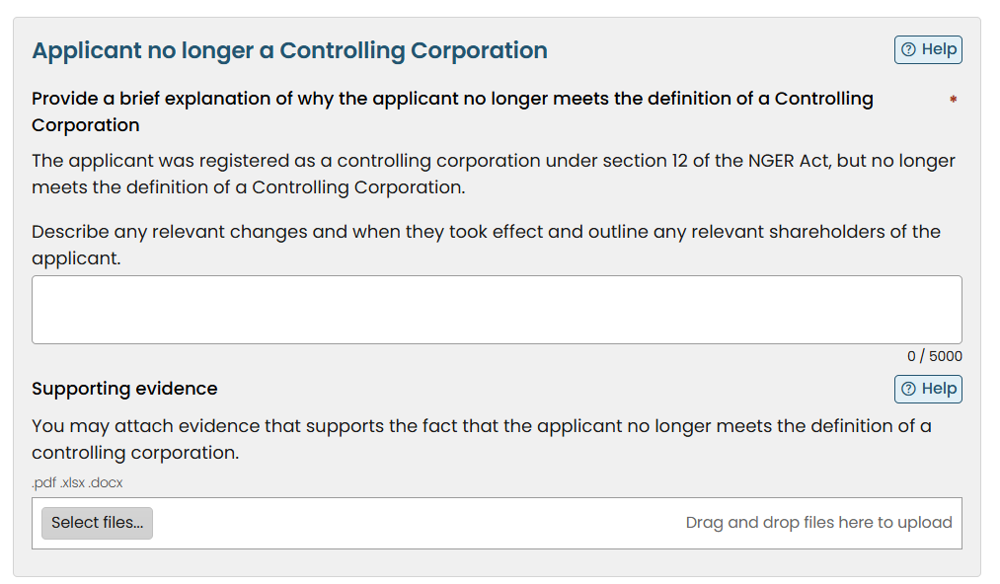 Applicant no longer a Controlling Corporation
Help
Provide a brief explanation of why the applicant no longer meets the definition of a Controlling
Corporation
*
The applicant was registered as a controlling corporation under section 12 of the NGER Act, but no longer
meets the definition of a Controlling Corporation.
Describe any relevant changes and when they took effect and outline any relevant shareholders of the
applicant.
0 / 5000
Supporting evidence
Help
You may attach evidence that supports the fact that the applicant no longer meets the definition of a
controlling corporation.
.pdf .xlsx .docx
Select files...
Drag and drop files here to upload